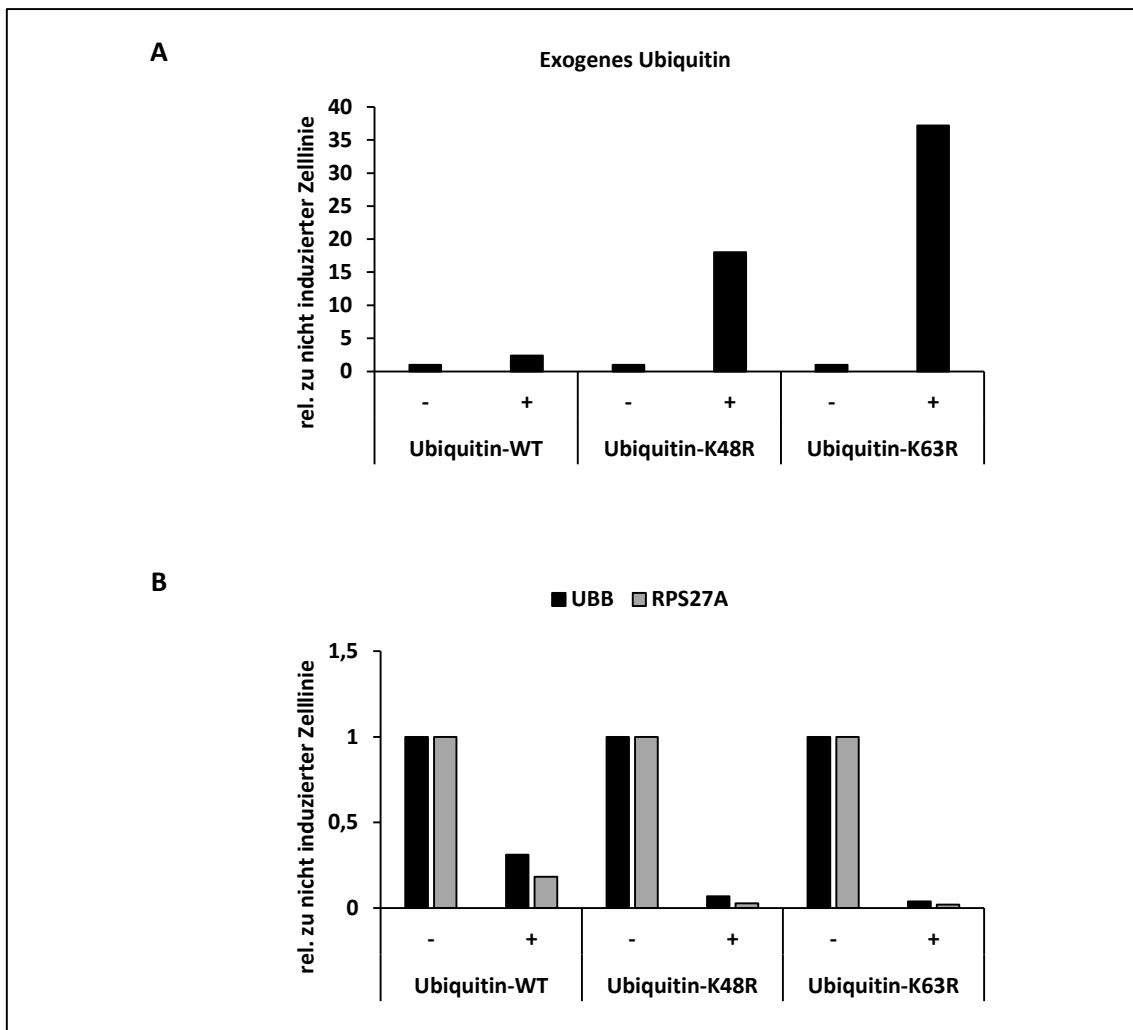 A
Exogenes Ubiquitin
rel. zu nicht induzierter Zelllinie
40
35
30
25
20
15
10
5
0
- + - + - +
Ubiquitin-WT Ubiquitin-K48R Ubiquitin-K63R
B
UBB RPS27A
rel. zu nicht induzierter Zelllinie
1,5
1
0,5
0
- + - + - +
Ubiquitin-WT Ubiquitin-K48R Ubiquitin-K63R